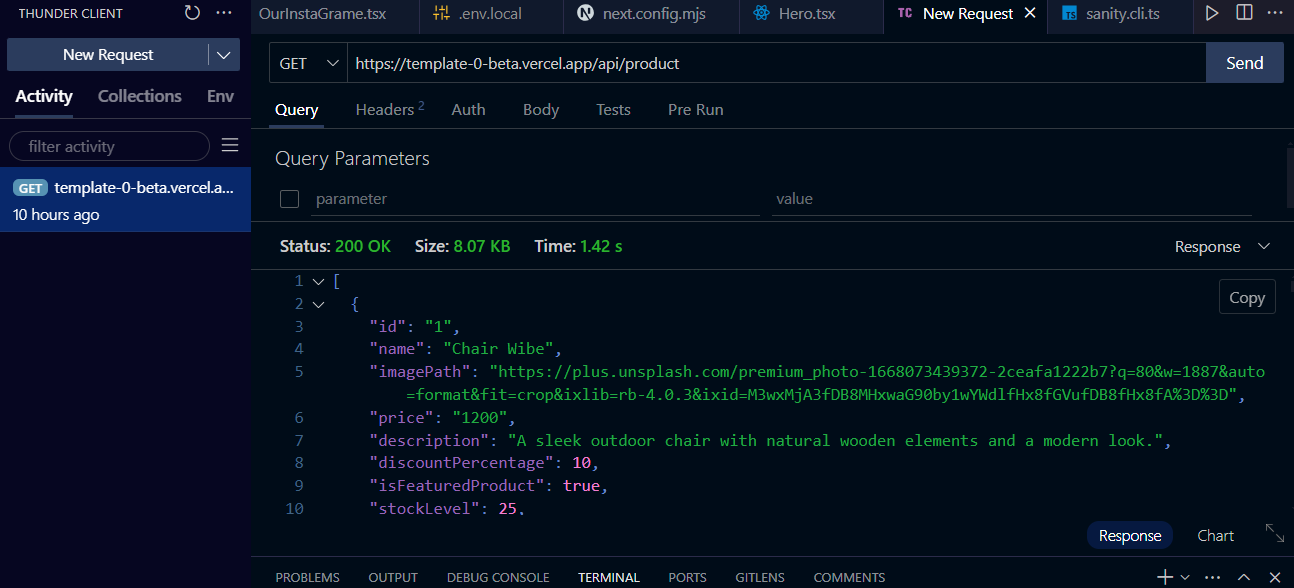 THUNDER CLIENT
OurInstaGrame.tsx
.env.local
N next.config.mjs
Hero.tsx
TC New Request
TS sanity.cli.ts
New Request
GET
https://template-0-beta.vercel.app/api/product
Send
Activity Collections Env
Query Headers 2 Auth Body Tests Pre Run
filter activity
Query Parameters
GET template-0-beta.vercel.a...
10 hours ago
parameter value
Status: 200 OK Size: 8.07 KB Time: 1.42 s Response
Copy
1 [
2 {
3 "id": "1",
4 "name": "Chair Wibe",
5 "imagePath": "https://plus.unsplash.com/premium_photo-1668073439372-2ceafa1222b7?q=80&w=1887&auto
=format&fit=crop&ixlib=rb-4.0.3&ixid=M3wxMjA3fDB8MHxwaG90by1wYWdlfHx8fGVufDB8fHx8fA%3D%3D",
6 "price": "1200",
7 "description": "A sleek outdoor chair with natural wooden elements and a modern look.",
8 "discountPercentage": 10,
9 "isFeaturedProduct": true,
10 "stockLevel": 25,
Response Chart
PROBLEMS OUTPUT DEBUG CONSOLE TERMINAL PORTS GITLENS COMMENTS